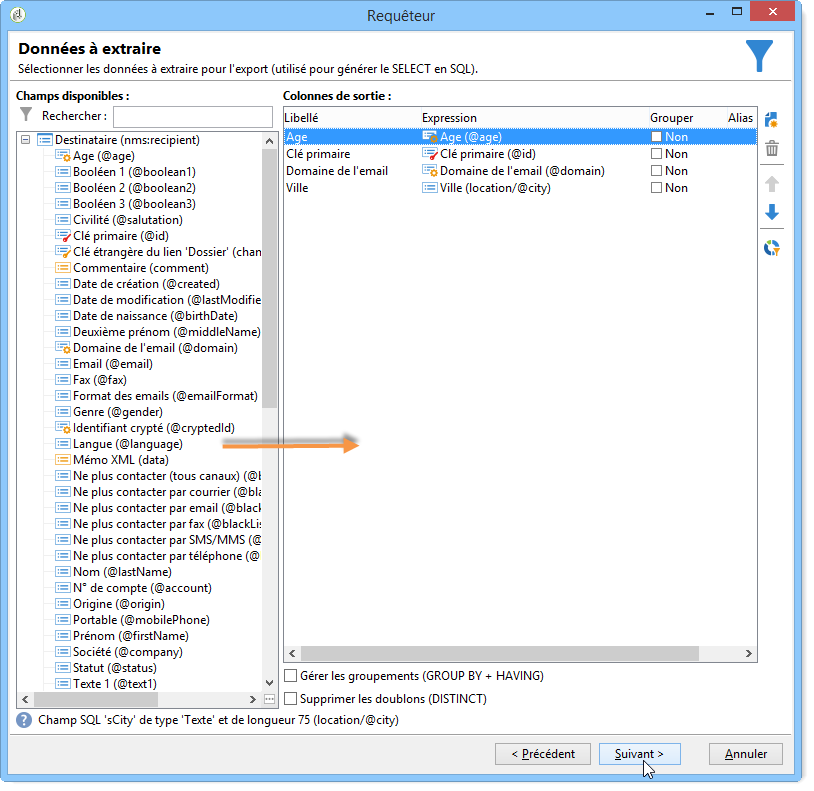 Requêteur
Données à extraire
Sélectionner les données à extraire pour l'export (utilisé pour générer le SELECT en SQL).
Champs disponibles :
Rechercher :
Destinataire (nms:recipient)
Age (@age)
Booléen 1 (@boolean1)
Booléen 2 (@boolean2)
Booléen 3 (@boolean3)
Civilité (@salutation)
Clé primaire (@id)
Clé étrangère du lien 'Dossier' (chan
Commentaire (comment)
Date de création (@created)
Date de modification (@lastModifie
Date de naissance (@birthDate)
Deuxième prénom (@middleName)
Domaine de l'email (@domain)
Email (@email)
Fax (@fax)
Format des emails (@emailFormat)
Genre (@gender)
Identifiant crypté (@cryptedId)
Langue (@language)
Mémo XML (data)
Ne plus contacter (tous canaux) (@b
Ne plus contacter par courrier (@bla
Ne plus contacter par email (@black
Ne plus contacter par fax (@blackLis
Ne plus contacter par SMS/MMS (@
Ne plus contacter par téléphone (@
Nom (@lastName)
N° de compte (@account)
Origine (@origin)
Portable (@mobilePhone)
Prénom (@firstName)
Société (@company)
Statut (@status)
Texte 1 (@text1)
Colonnes de sortie :
Libellé Expression Grouper Alias
Age Age (@age) Non
Clé primaire Clé primaire (@id) Non
Domaine de l'email Domaine de l'email (@domain) Non
Ville Ville (location/@city) Non
Gérer les groupements (GROUP BY + HAVING)
Supprimer les doublons (DISTINCT)
Champ SQL 'sCity' de type 'Texte' et de longueur 75 (location/@city)
< Précédent Suivant > Annuler